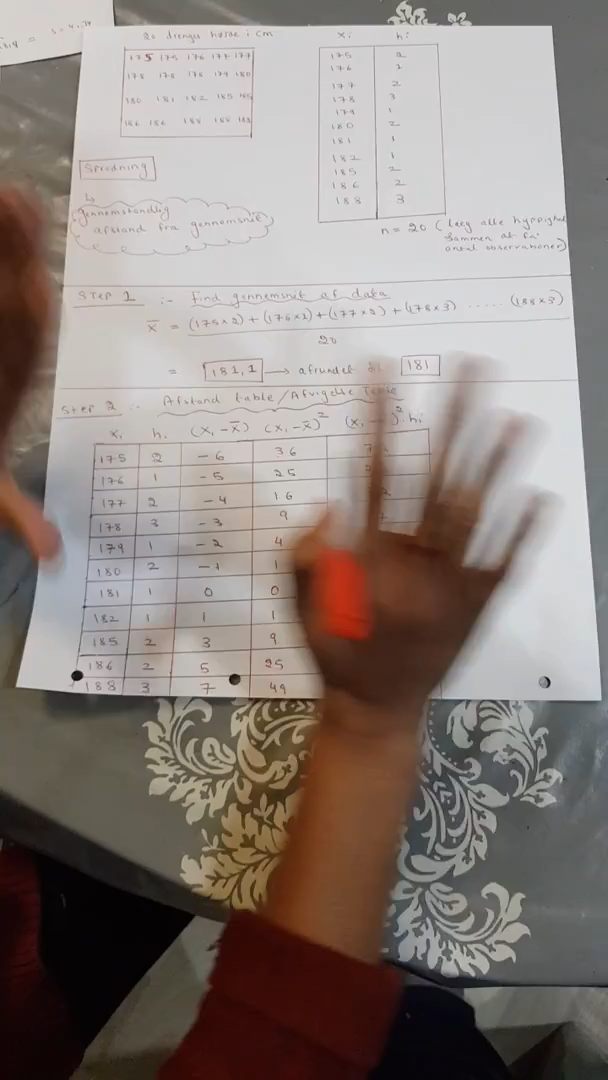 20 drenges højde i cm
175 175 176 177 177
178 178 178 179 180
180 181 182 185 185
186 186 188 188 188
xi hi
175 2
176 1
177 2
178 3
179 1
180 2
181 1
182 1
185 2
186 2
188 3
n = 20 (Læg alle hyppighed
sammen at få
antal observationer)
Spredning
gennemsnitlig
afstand fra gennemsnit
Step 1 :- find gennemsnit af data
x̄ = (175×2) + (176×1) + (177×2) + (178×3) ..... (188×3)
20
= 181,1 → afrundet 181
Step 2 :- Afstand table/Afvigelse Table
xi hi (xi - x̄) (xi - x̄)² (xi - )² · hi
175 2 -6 36
176 1 -5 25
177 2 -4 16
178 3 -3 9
179 1 -2 4
180 2 -1 1
181 1 0 0
182 1 1 1
185 2 3 9
186 2 5 25
188 3 7 49